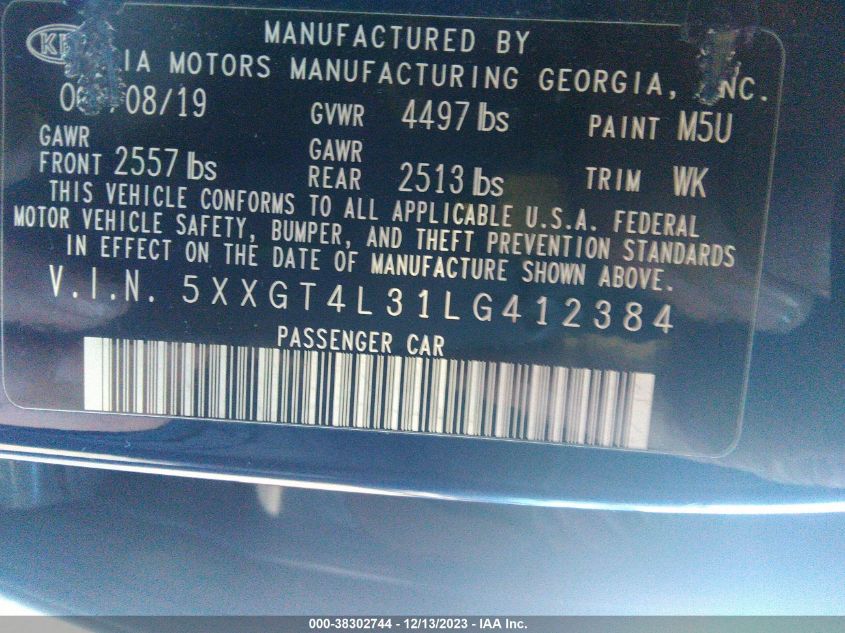 MANUFACTURED BY
MOTORS MANUFACTURING GEORGIA,
08/19 GVWR 4497 lbs PAINT M5U
GAWR FRONT 2557 lbs GAWR REAR 2513 lbs TRIM WK
THIS VEHICLE CONFORMS TO ALL APPLICABLE U.S.A. FEDERAL
MOTOR VEHICLE SAFETY, BUMPER, AND THEFT PREVENTION STANDARDS
IN EFFECT ON THE DATE OF MANUFACTURE SHOWN ABOVE.
V.I.N. 5XXGT4L31LG412384
PASSENGER CAR
000-38302744 - 12/13/2023 - IAA Inc.